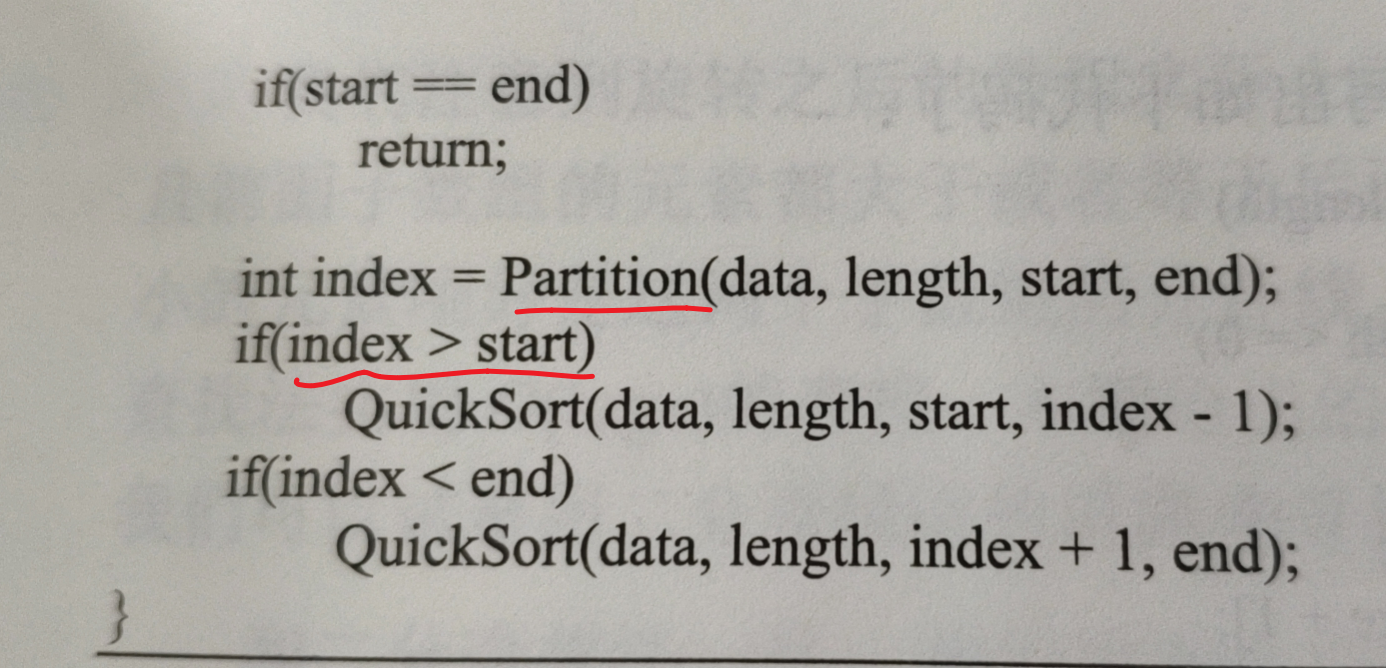 if(start == end)
return;
int index = Partition(data, length, start, end);
if(index > start)
QuickSort(data, length, start, index - 1);
if(index < end)
QuickSort(data, length, index + 1, end);
}